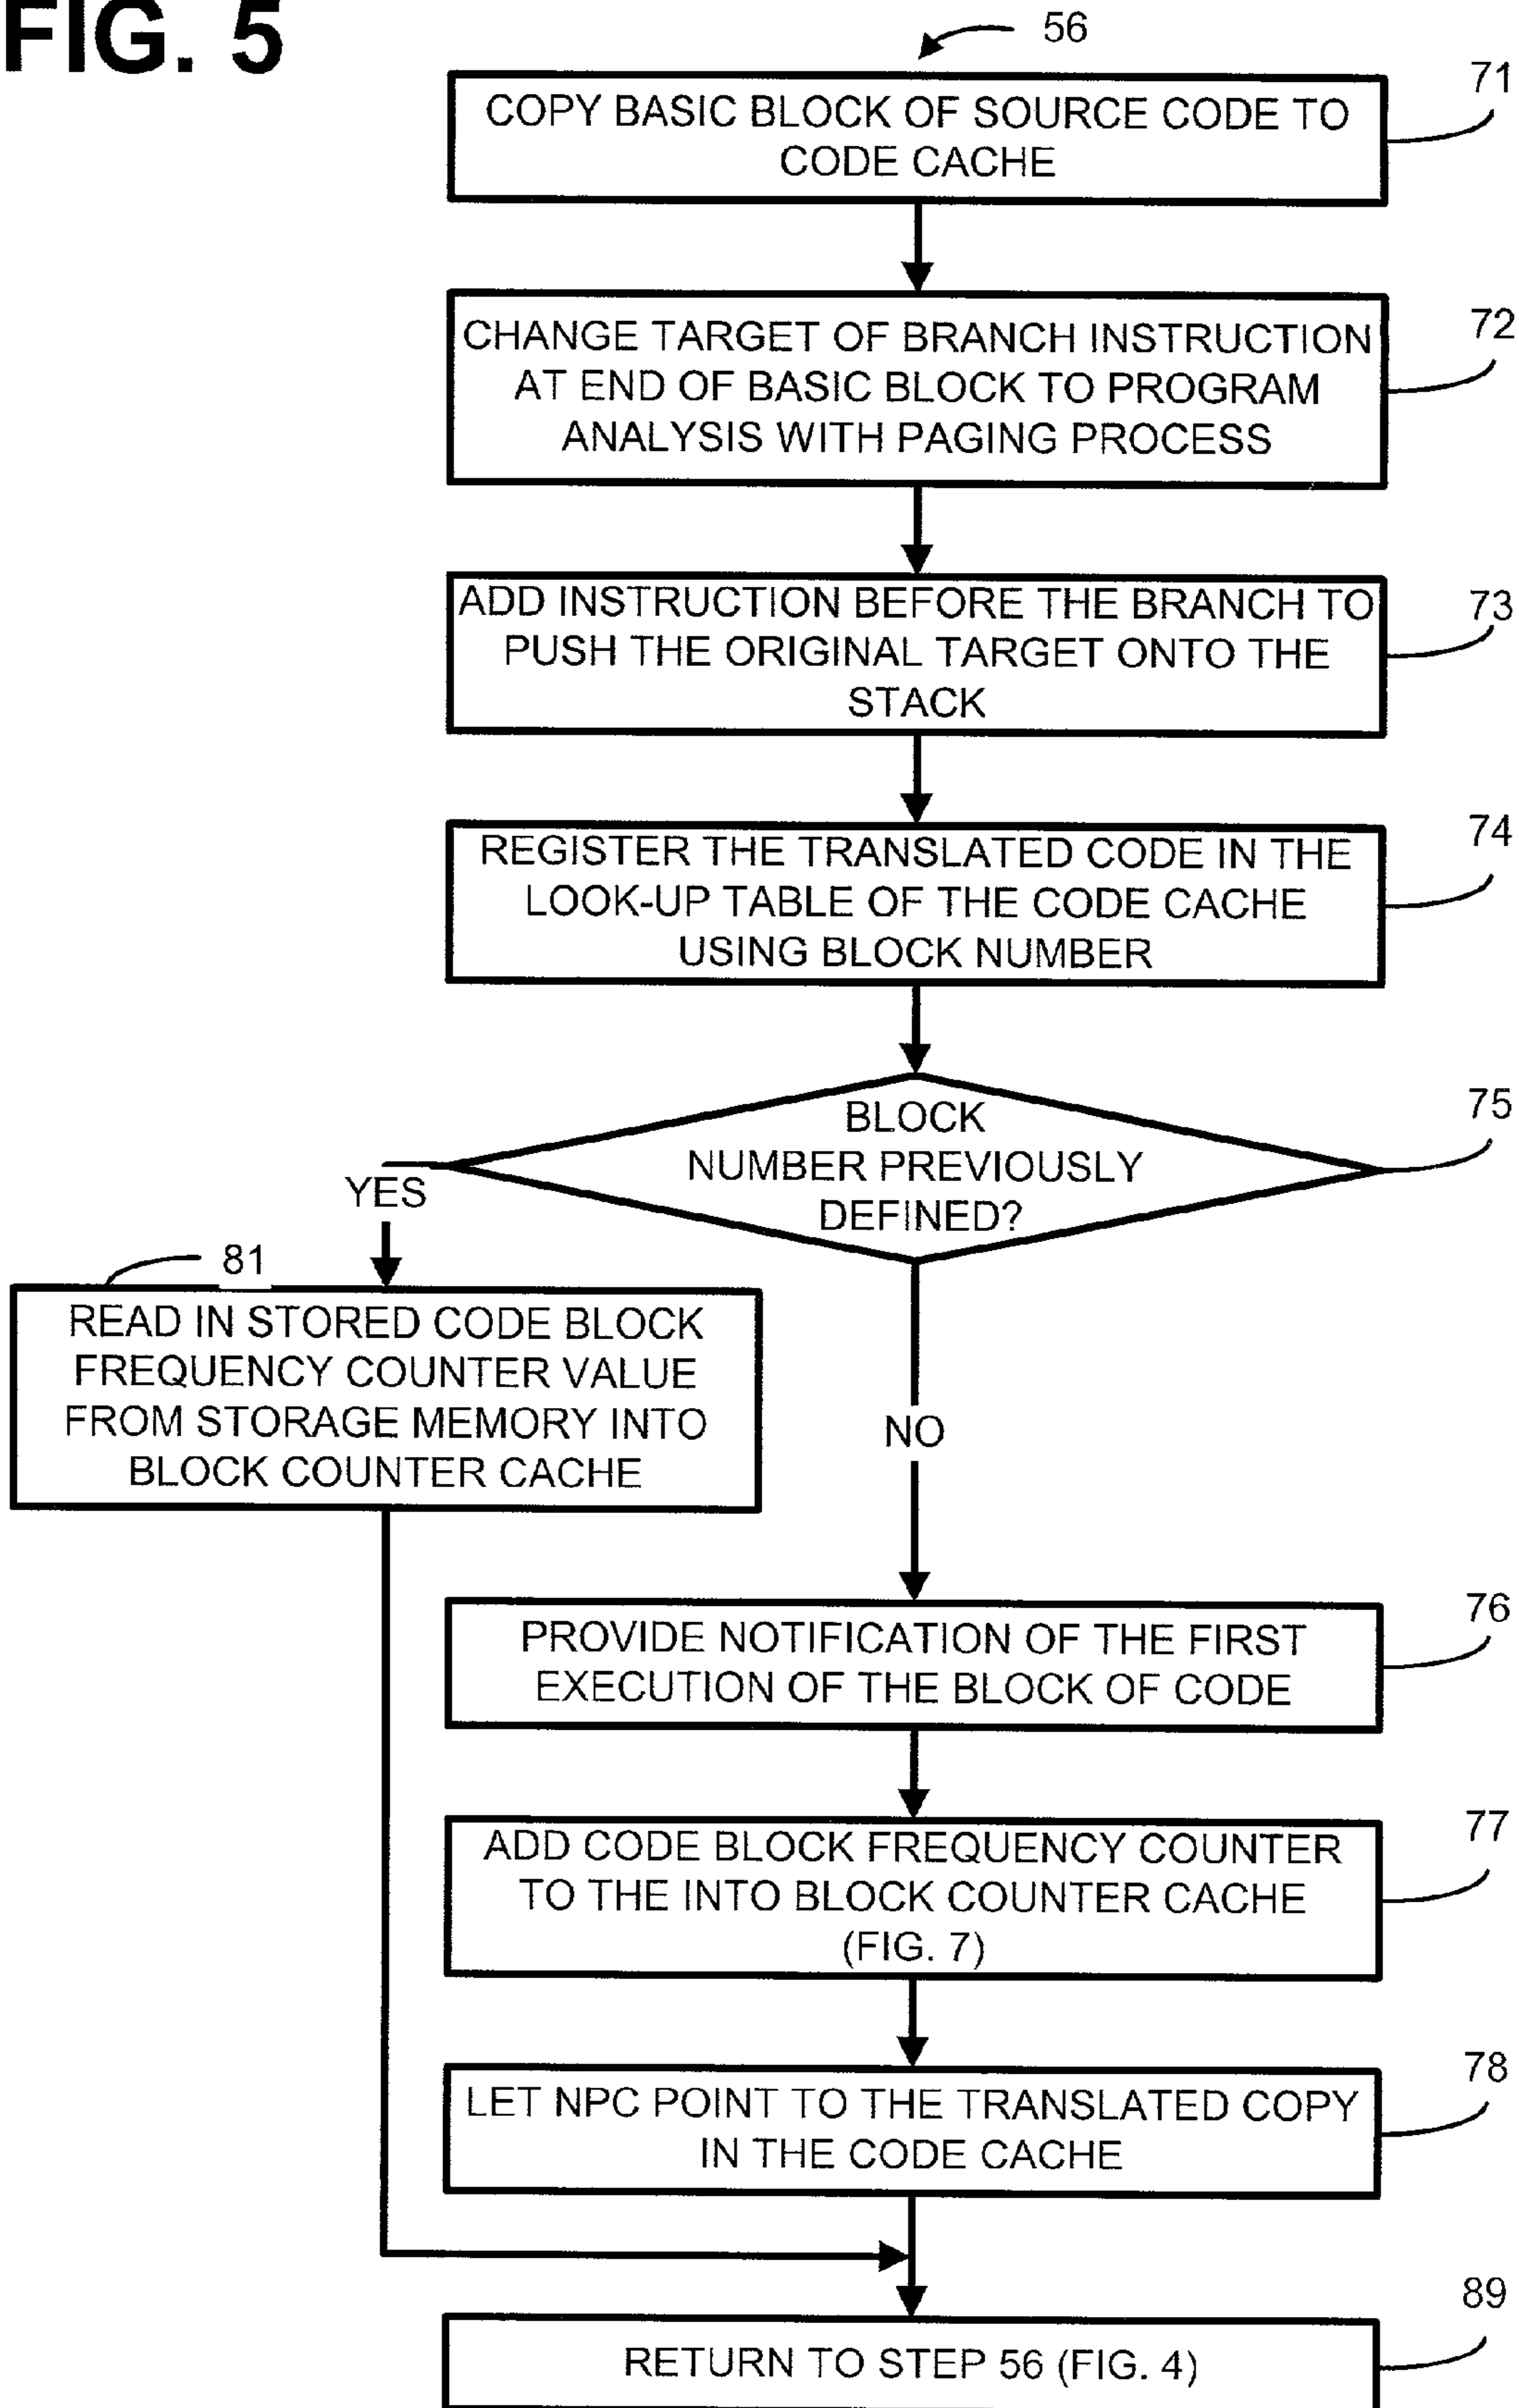 FIG. 5
56
71
COPY BASIC BLOCK OF SOURCE CODE TO
CODE CACHE
72
CHANGE TARGET OF BRANCH INSTRUCTION
AT END OF BASIC BLOCK TO PROGRAM
ANALYSIS WITH PAGING PROCESS
73
ADD INSTRUCTION BEFORE THE BRANCH TO
PUSH THE ORIGINAL TARGET ONTO THE
STACK
74
REGISTER THE TRANSLATED CODE IN THE
LOOK-UP TABLE OF THE CODE CACHE
USING BLOCK NUMBER
75
BLOCK
NUMBER PREVIOUSLY
DEFINED?
YES
81
READ IN STORED CODE BLOCK
FREQUENCY COUNTER VALUE
FROM STORAGE MEMORY INTO
BLOCK COUNTER CACHE
NO
76
PROVIDE NOTIFICATION OF THE FIRST
EXECUTION OF THE BLOCK OF CODE
77
ADD CODE BLOCK FREQUENCY COUNTER
TO THE INTO BLOCK COUNTER CACHE
(FIG. 7)
78
LET NPC POINT TO THE TRANSLATED COPY
IN THE CODE CACHE
89
RETURN TO STEP 56 (FIG. 4)